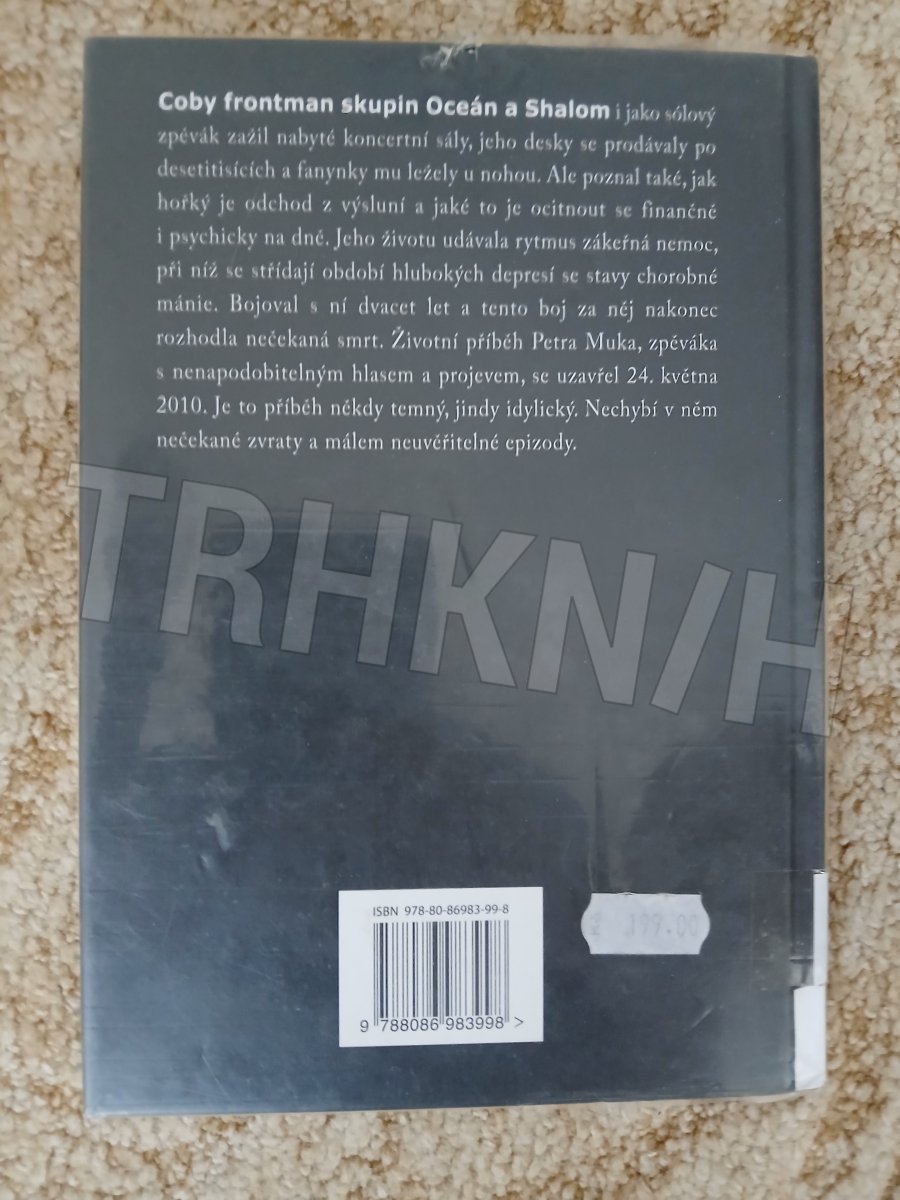 Coby frontman skupin Oceán a Shalom i jako sólový
zpěvák zažil nabyté koncertní sály, jeho desky se prodávaly po
desetitisících a fanynky mu ležely u nohou. Ale poznal také, jak
hořký je odchod z výsluní a jaké to je ocitnout se finančně
i psychicky na dně. Jeho životu udávala rytmus zákeřná nemoc,
při níž se střídají období hlubokých depresí se stavy chorobné
mánie. Bojoval s ní dvacet let a tento boj za něj nakonec
rozhodla nečekaná smrt. Životní příběh Petra Muka, zpěváka
s nenapodobitelným hlasem a projevem, se uzavřel 24. května
2010. Je to příběh někdy temný, jindy idylický. Nechybí v něm
nečekané zvraty a málem neuvěřitelné epizody.
TRHKNIH
ISBN 978-80-86983-99-8
9 788086 983998 >
199.00